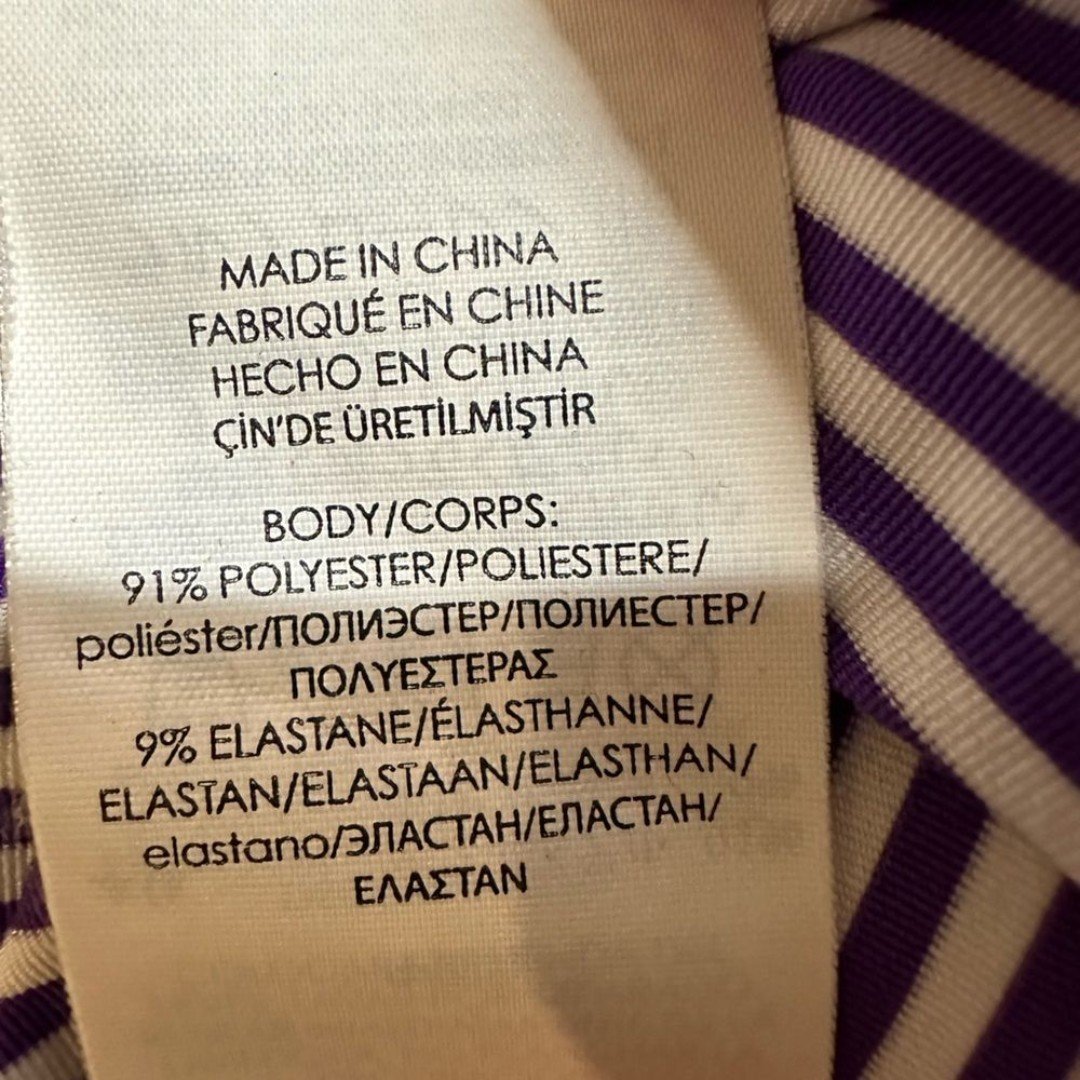 MADE IN CHINA
FABRIQUÉ EN CHINE
HECHO EN CHINA
ÇİN'DE ÜRETİLMİŞTİR
BODY/CORPS:
91% POLYESTER/POLIESTERE/
poliéster/ПОЛИЭСТЕР/ПОЛИЕСТЕР/
ΠΟΛΥΕΣΤΕΡΑΣ
9% ELASTANE/ÉLASTHANNE/
ELASTAN/ELASTAAN/ELASTHAN/
elastano/ЭЛАСТАН/ЕЛАСТАН/
ΕΛΑΣΤΑΝ